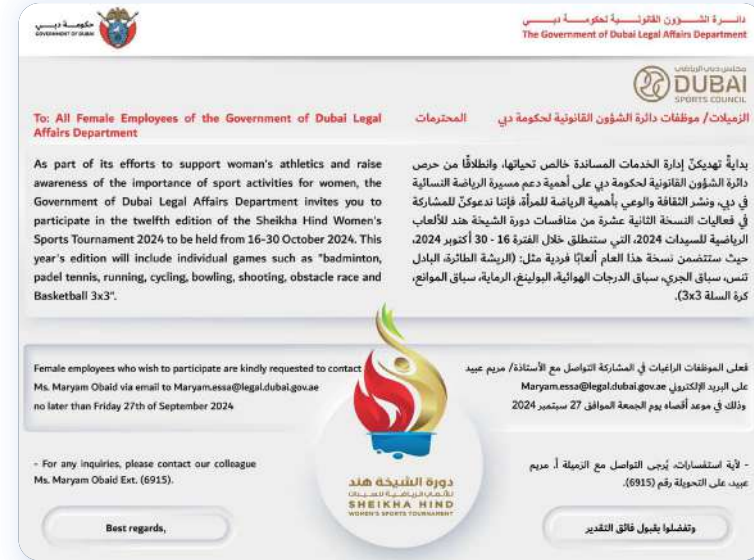 حكومة دبي
GOVERNMENT OF DUBAI
دائرة الشؤون القانونية لحكومة دبي
The Government of Dubai Legal Affairs Department
مجلس دبي الرياضي
DUBAI
SPORTS COUNCIL
To: All Female Employees of the Government of Dubai Legal
Affairs Department
As part of its efforts to support woman's athletics and raise
awareness of the importance of sport activities for women, the
Government of Dubai Legal Affairs Department invites you to
participate in the twelfth edition of the Sheikha Hind Women's
Sports Tournament 2024 to be held from 16-30 October 2024. This
year's edition will include individual games such as "badminton,
padel tennis, running, cycling, bowling, shooting, obstacle race and
Basketball 3x3".
الزميلات/ موظفات دائرة الشؤون القانونية لحكومة دبي المحترمات
بدايةً تهديكنّ إدارة الخدمات المساندة خالص تحياتها، وانطلاقًا من حرص
دائرة الشؤون القانونية لحكومة دبي على أهمية دعم مسيرة الرياضة النسائية
في دبي، ونشر الثقافة والوعي بأهمية الرياضة للمرأة، فإننا ندعوكنّ للمشاركة
في فعاليات النسخة الثانية عشرة من منافسات دورة الشيخة هند للألعاب
الرياضية للسيدات 2024، التي ستنطلق خلال الفترة 16 - 30 أكتوبر 2024،
حيث ستتضمن نسخة هذا العام ألعابًا فردية مثل: (الريشة الطائرة، البادل
تنس، سباق الجري، سباق الدرجات الهوائية، البولينغ، الرماية، سباق الموانع،
كرة السلة 3x3).
Female employees who wish to participate are kindly requested to contact
Ms. Maryam Obaid via email to Maryam.essa@legal.dubai.gov.ae
no later than Friday 27th of September 2024
فعلى الموظفات الراغبات في المشاركة التواصل مع الأستاذة/ مريم عبيد
على البريد الإلكتروني Maryam.essa@legal.dubai.gov.ae
وذلك في موعد أقصاه يوم الجمعة الموافق 27 سبتمبر 2024
- For any inquiries, please contact our colleague
Ms. Maryam Obaid Ext. (6915).
- لأية استفسارات، يُرجى التواصل مع الزميلة أ. مريم
عبيد، على التحويلة رقم (6915).
دورة الشيخة هند
للألعاب الرياضية للسيدات
SHEIKHA HIND
WOMEN'S SPORTS TOURNAMENT
Best regards,
وتفضلوا بقبول فائق التقدير